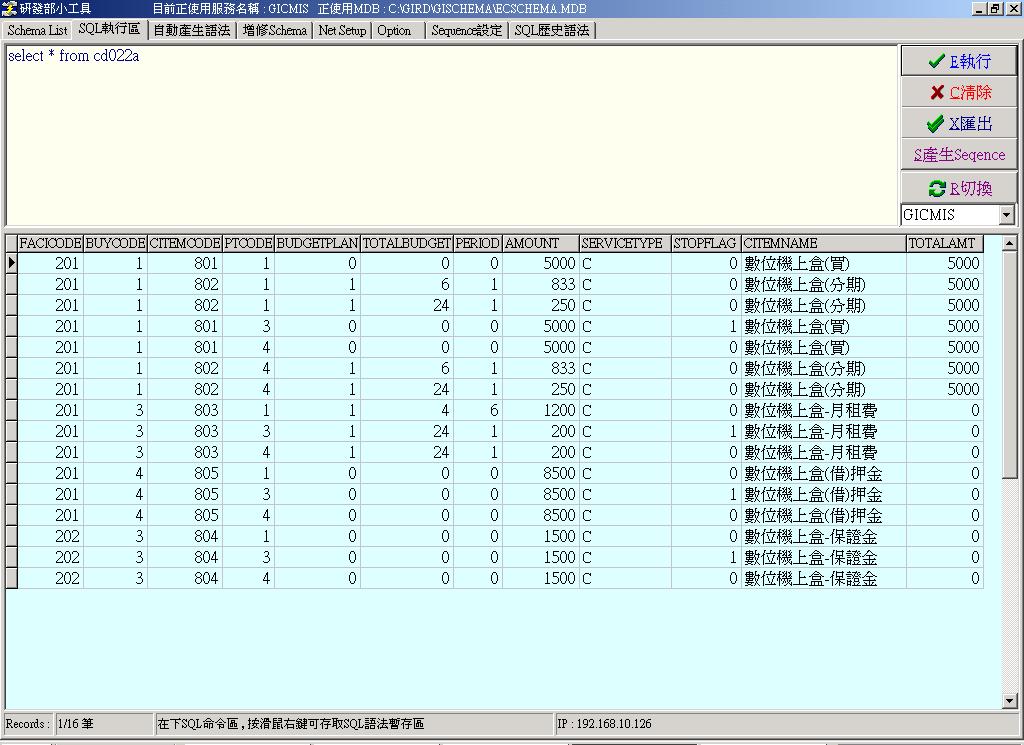 研發部小工具 目前正使用服務名稱 : GICMIS 正使用MDB : C:\GIRD\GISCHEMA\ECSCHEMA.MDB
Schema List SQL執行區 自動產生語法 增修Schema Net Setup Option Sequence設定 SQL歷史語法
select * from cd022a
E執行
C清除
X匯出
S產生Seqence
R切換
GICMIS
FACICODE BUYCODE CITEMCODE PTCODE BUDGETPLAN TOTALBUDGET PERIOD AMOUNT SERVICETYPE STOPFLAG CITEMNAME TOTALAMT
201 1 801 1 0 0 0 5000 C 0 數位機上盒(買) 5000
201 1 802 1 1 6 1 833 C 0 數位機上盒(分期) 5000
201 1 802 1 1 24 1 250 C 0 數位機上盒(分期) 5000
201 1 801 3 0 0 0 5000 C 1 數位機上盒(買) 5000
201 1 801 4 0 0 0 5000 C 0 數位機上盒(買) 5000
201 1 802 4 1 6 1 833 C 0 數位機上盒(分期) 5000
201 1 802 4 1 24 1 250 C 0 數位機上盒(分期) 5000
201 3 803 1 1 4 6 1200 C 0 數位機上盒-月租費 0
201 3 803 3 1 24 1 200 C 1 數位機上盒-月租費 0
201 3 803 4 1 24 1 200 C 0 數位機上盒-月租費 0
201 4 805 1 0 0 0 8500 C 0 數位機上盒(借)押金 0
201 4 805 3 0 0 0 8500 C 1 數位機上盒(借)押金 0
201 4 805 4 0 0 0 8500 C 0 數位機上盒(借)押金 0
202 3 804 1 0 0 0 1500 C 0 數位機上盒-保證金 0
202 3 804 3 0 0 0 1500 C 1 數位機上盒-保證金 0
202 3 804 4 0 0 0 1500 C 0 數位機上盒-保證金 0
Records : 1/16 筆 在下SQL命令區 , 按滑鼠右鍵可存取SQL語法暫存區 IP : 192.168.10.126